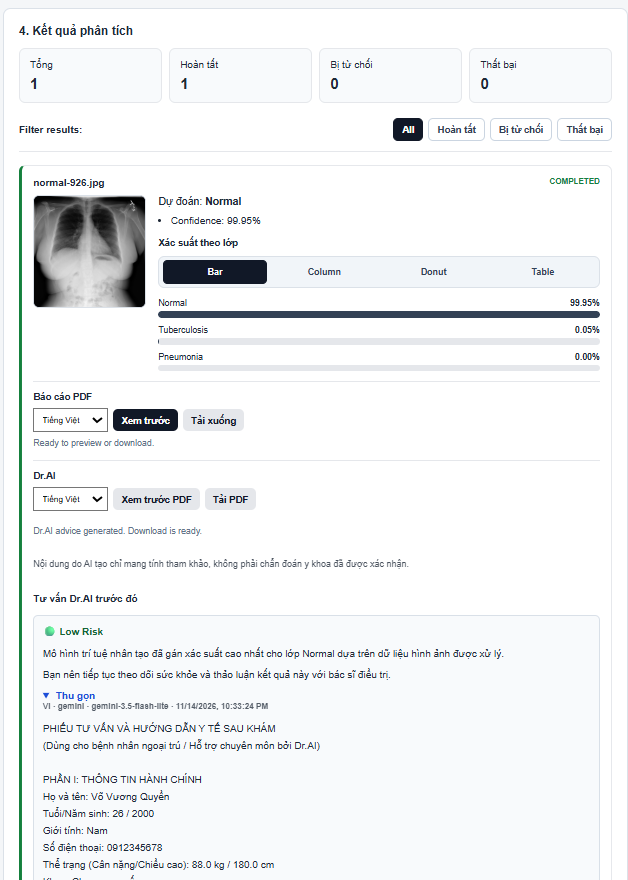 4. Kết quả phân tích
Tổng
1
Hoàn tất
1
Bị từ chối
0
Thất bại
0
Filter results:
All
Hoàn tất
Bị từ chối
Thất bại
normal-926.jpg
COMPLETED
Dự đoán: Normal
• Confidence: 99.95%
Xác suất theo lớp
Bar
Column
Donut
Table
Normal
99.95%
Tuberculosis
0.05%
Pneumonia
0.00%
Báo cáo PDF
Tiếng Việt
Xem trước
Tải xuống
Ready to preview or download.
Dr.AI
Tiếng Việt
Xem trước PDF
Tải PDF
Dr.AI advice generated. Download is ready.
Nội dung do AI tạo chỉ mang tính tham khảo, không phải chẩn đoán y khoa đã được xác nhận.
Tư vấn Dr.AI trước đó
Low Risk
Mô hình trí tuệ nhân tạo đã gán xác suất cao nhất cho lớp Normal dựa trên dữ liệu hình ảnh được xử lý.
Bạn nên tiếp tục theo dõi sức khỏe và thảo luận kết quả này với bác sĩ điều trị.
▼ Thu gọn
VI · gemini · gemini-3.5-flash-lite · 11/14/2026, 10:33:24 PM
PHIẾU TƯ VẤN VÀ HƯỚNG DẪN Y TẾ SAU KHÁM
(Dùng cho bệnh nhân ngoại trú / Hỗ trợ chuyên môn bởi Dr.AI)
PHẦN I: THÔNG TIN HÀNH CHÍNH
Họ và tên: Võ Vương Quyền
Tuổi/Năm sinh: 26 / 2000
Giới tính: Nam
Số điện thoại: 0912345678
Thể trạng (Cân nặng/Chiều cao): 88.0 kg / 180.0 cm